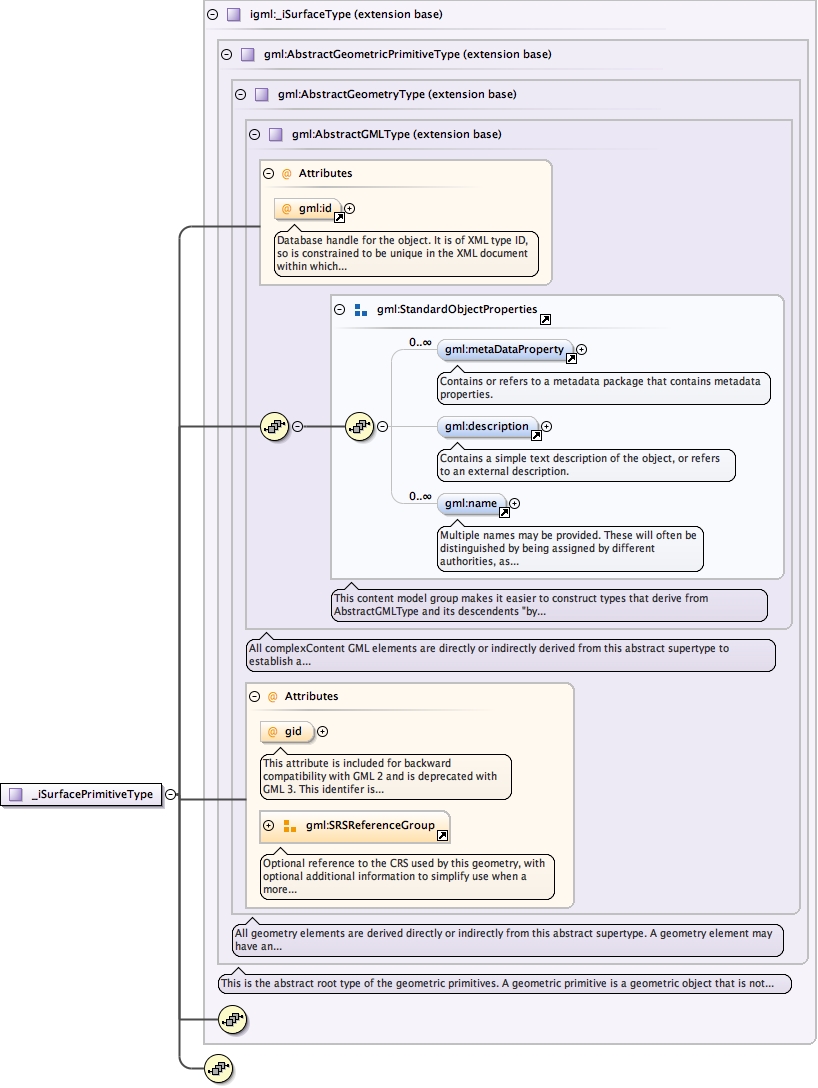 igml:_iSurfaceType (extension base)
gml:AbstractGeometricPrimitiveType (extension base)
gml:AbstractGeometryType (extension base)
gml:AbstractGMLType (extension base)
@ Attributes
@ gml:id
Database handle for the object. It is of XML type ID,
so is constrained to be unique in the XML document
within which...
gml:StandardObjectProperties
0..∞
gml:metaDataProperty
Contains or refers to a metadata package that contains metadata
properties.
gml:description
Contains a simple text description of the object, or refers
to an external description.
0..∞
gml:name
Multiple names may be provided. These will often be
distinguished by being assigned by different
authorities, as...
This content model group makes it easier to construct types that derive from
AbstractGMLType and its descendents "by...
All complexContent GML elements are directly or indirectly derived from this abstract supertype to
establish a...
@ Attributes
@ gid
This attribute is included for backward
compatibility with GML 2 and is deprecated with
GML 3. This identifer is...
_iSurfacePrimitiveType
gml:SRSReferenceGroup
Optional reference to the CRS used by this geometry, with
optional additional information to simplify use when a
more...
All geometry elements are derived directly or indirectly from this abstract supertype. A geometry element may
have an...
This is the abstract root type of the geometric primitives. A geometric primitive is a geometric object that is not...